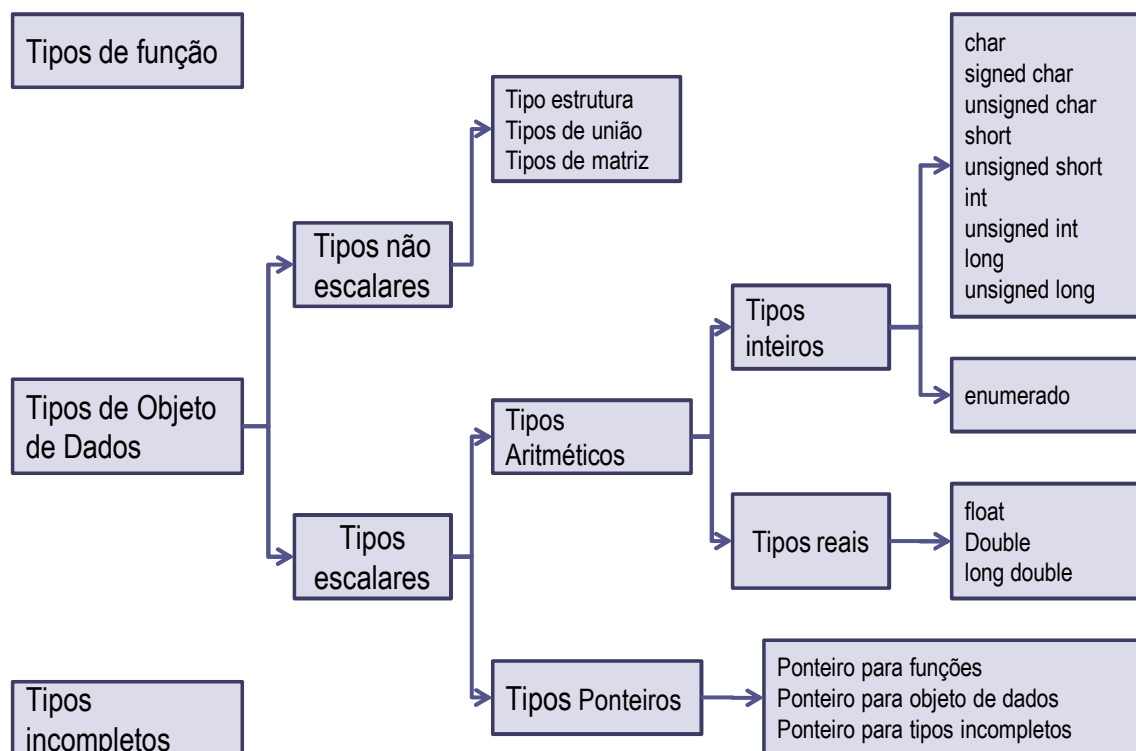 Tipos de função
Tipo estrutura
Tipos de união
Tipos de matriz
char
signed char
unsigned char
short
unsigned short
int
unsigned int
long
unsigned long
Tipos não
escalares
Tipos
inteiros
enumerado
Tipos de Objeto
de Dados
Tipos
Aritméticos
Tipos
escalares
Tipos reais
float
Double
long double
Tipos Ponteiros
Ponteiro para funções
Ponteiro para objeto de dados
Ponteiro para tipos incompletos
Tipos
incompletos